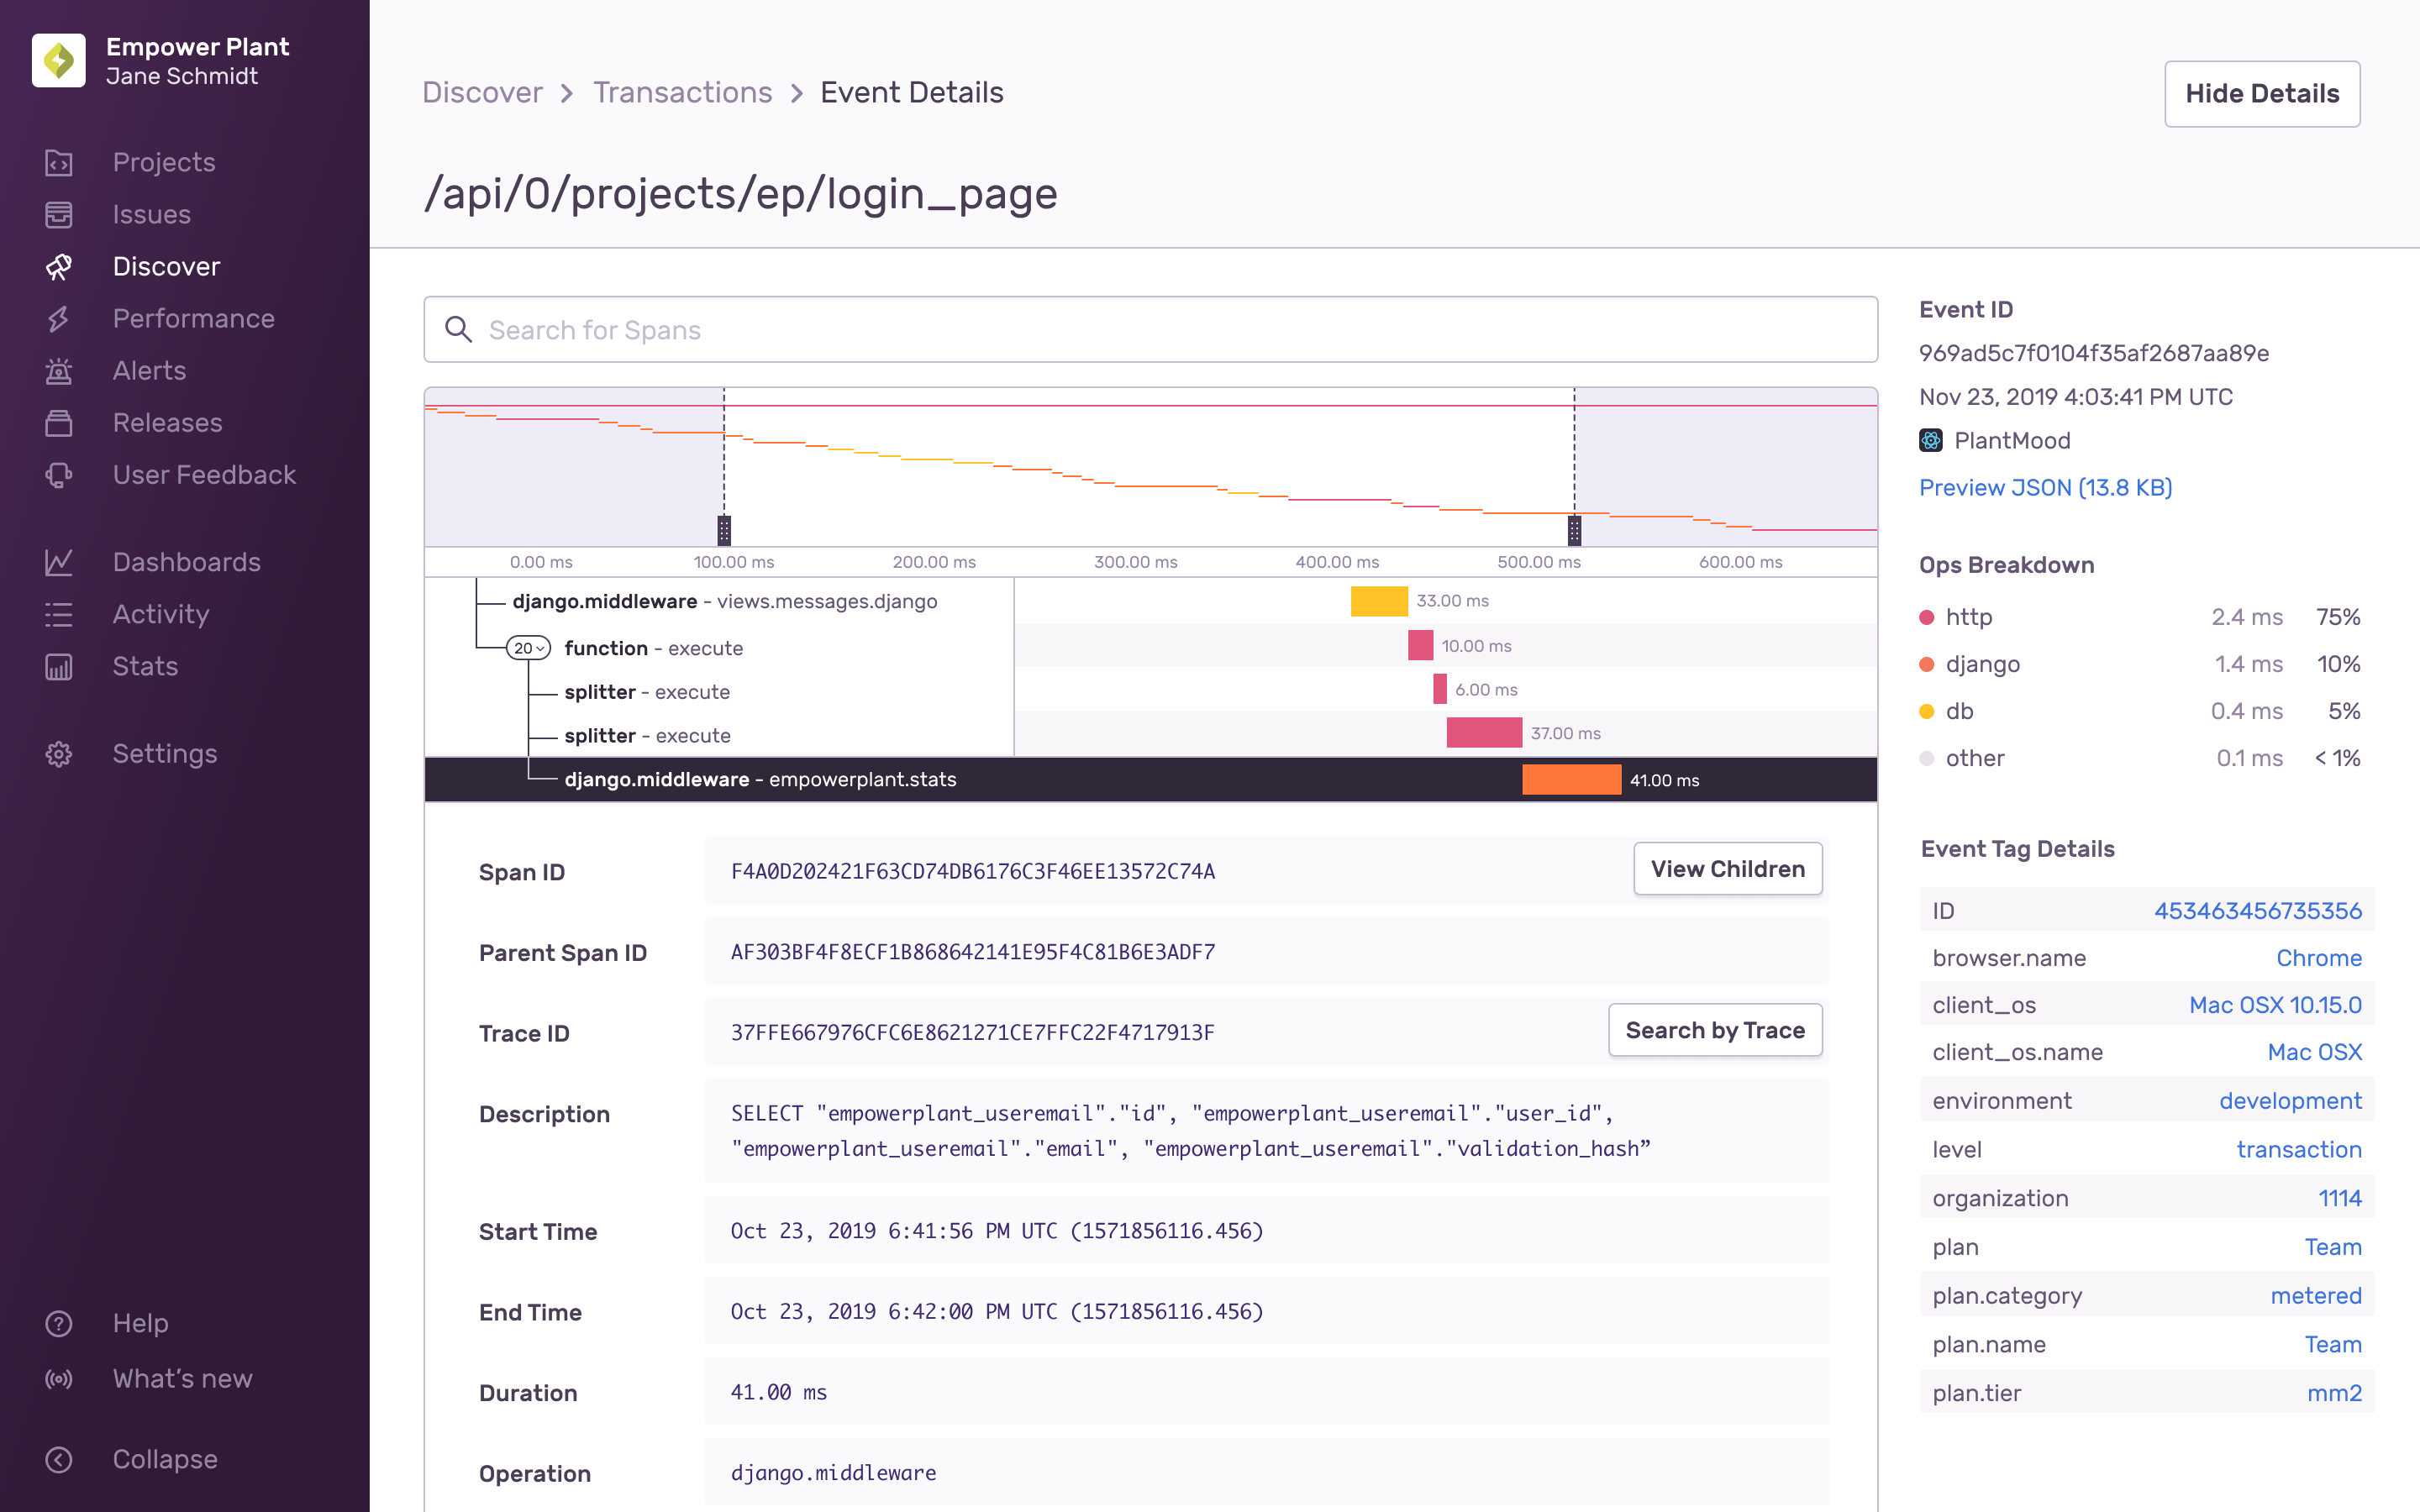 Empower Plant
Jane Schmidt
Projects
Issues
Discover
Performance
Alerts
Releases
User Feedback
Dashboards
Activity
Stats
Settings
Help
What’s new
Collapse
Discover > Transactions > Event Details
Hide Details
/api/0/projects/ep/login_page
Search for Spans
0.00 ms 100.00 ms 200.00 ms 300.00 ms 400.00 ms 500.00 ms 600.00 ms
django.middleware - views.messages.django 33.00 ms
20 function - execute 10.00 ms
splitter - execute 6.00 ms
splitter - execute 37.00 ms
django.middleware - empowerplant.stats 41.00 ms
Span ID F4A0D202421F63CD74DB6176C3F46EE13572C74A View Children
Parent Span ID AF303BF4F8ECF1B868642141E95F4C81B6E3ADF7
Trace ID 37FFE667976CFC6E8621271CE7FFC22F4717913F Search by Trace
Description SELECT "empowerplant_useremail"."id", "empowerplant_useremail"."user_id",
"empowerplant_useremail"."email", "empowerplant_useremail"."validation_hash”
Start Time Oct 23, 2019 6:41:56 PM UTC (1571856116.456)
End Time Oct 23, 2019 6:42:00 PM UTC (1571856116.456)
Duration 41.00 ms
Operation django.middleware
Event ID
969ad5c7f0104f35af2687aa89e
Nov 23, 2019 4:03:41 PM UTC
PlantMood
Preview JSON (13.8 KB)
Ops Breakdown
http 2.4 ms 75%
django 1.4 ms 10%
db 0.4 ms 5%
other 0.1 ms < 1%
Event Tag Details
ID 453463456735356
browser.name Chrome
client_os Mac OSX 10.15.0
client_os.name Mac OSX
environment development
level transaction
organization 1114
plan Team
plan.category metered
plan.name Team
plan.tier mm2